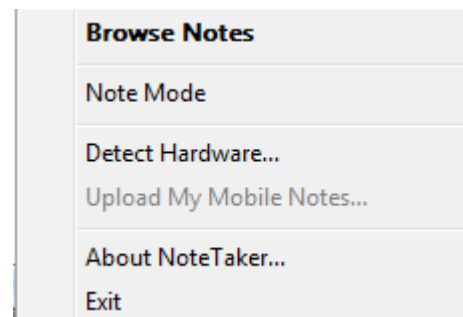 Browse Notes
Note Mode
Detect Hardware...
Upload My Mobile Notes...
About NoteTaker...
Exit